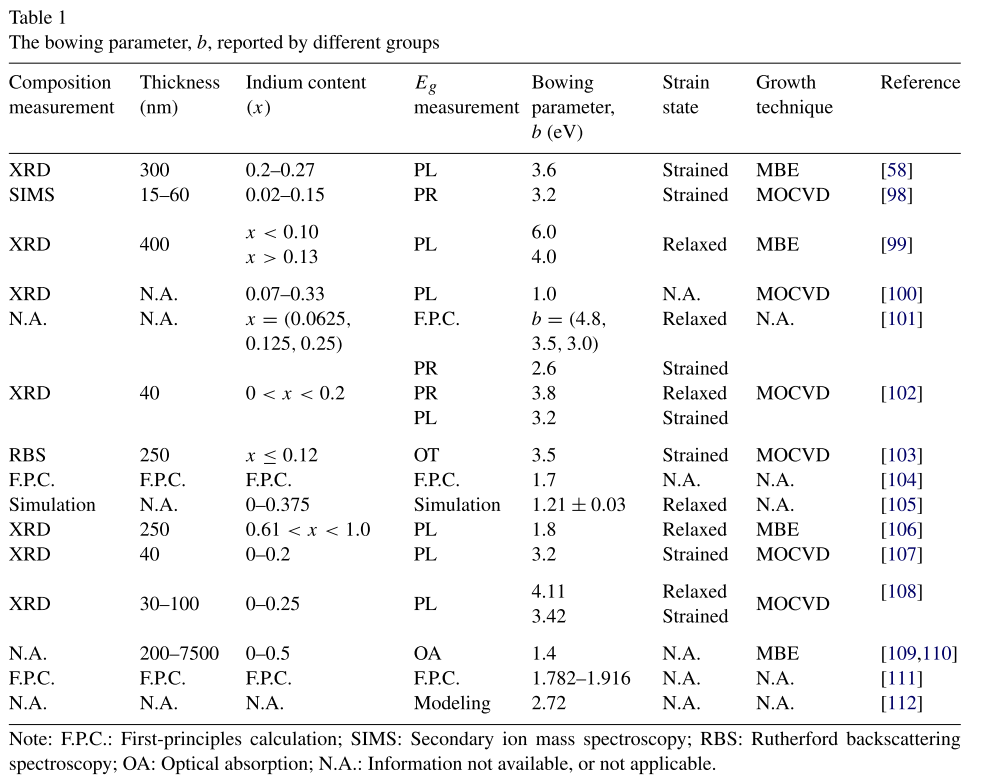 Table 1
The bowing parameter, b, reported by different groups
Composition measurement Thickness (nm) Indium content (x) Eg measurement Bowing parameter, b (eV) Strain state Growth technique Reference
XRD 300 0.2–0.27 PL 3.6 Strained MBE [58]
SIMS 15–60 0.02–0.15 PR 3.2 Strained MOCVD [98]
XRD 400 x < 0.10 x > 0.13 PL 6.0 4.0 Relaxed MBE [99]
XRD N.A. 0.07–0.33 PL 1.0 N.A. MOCVD [100]
N.A. N.A. x = (0.0625, F.P.C. b = (4.8, Relaxed N.A. [101]
0.125, 0.25) 3.5, 3.0)
PR 2.6 Strained
XRD 40 0 < x < 0.2 PR 3.8 Relaxed MOCVD [102]
PL 3.2 Strained
RBS 250 x ≤ 0.12 OT 3.5 Strained MOCVD [103]
F.P.C. F.P.C. F.P.C. F.P.C. 1.7 N.A. N.A. [104]
Simulation N.A. 0–0.375 Simulation 1.21 ± 0.03 Relaxed N.A. [105]
XRD 250 0.61 < x < 1.0 PL 1.8 Relaxed MBE [106]
XRD 40 0–0.2 PL 3.2 Strained MOCVD [107]
XRD 30–100 0–0.25 PL 4.11 3.42 Relaxed Strained MOCVD [108]
N.A. 200–7500 0–0.5 OA 1.4 N.A. MBE [109,110]
F.P.C. F.P.C. F.P.C. F.P.C. 1.782–1.916 N.A. N.A. [111]
N.A. N.A. N.A. Modeling 2.72 N.A. N.A. [112]
Note: F.P.C.: First-principles calculation; SIMS: Secondary ion mass spectroscopy; RBS: Rutherford backscattering
spectroscopy; OA: Optical absorption; N.A.: Information not available, or not applicable.